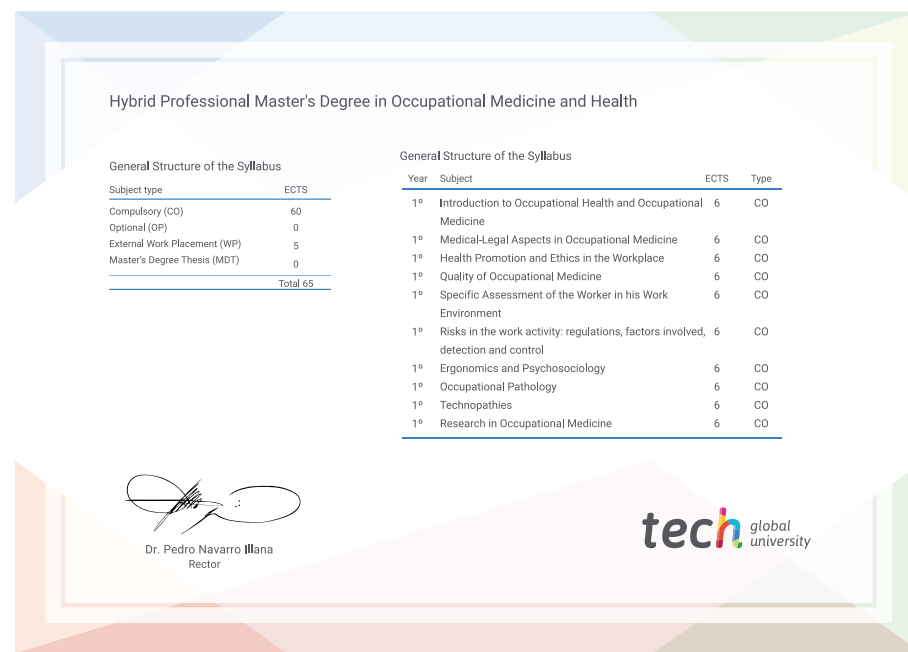 Hybrid Professional Master's Degree in Occupational Medicine and Health
General Structure of the Syllabus
Subject type ECTS
Compulsory (CO) 60
Optional (OP) 0
External Work Placement (WP) 5
Master's Degree Thesis (MDT) 0
Total 65
General Structure of the Syllabus
Year Subject ECTS Type
1º Introduction to Occupational Health and Occupational 6 CO
Medicine
1º Medical-Legal Aspects in Occupational Medicine 6 CO
1º Health Promotion and Ethics in the Workplace 6 CO
1º Quality of Occupational Medicine 6 CO
1º Specific Assessment of the Worker in his Work 6 CO
Environment
1º Risks in the work activity: regulations, factors involved, 6 CO
detection and control
1º Ergonomics and Psychosociology 6 CO
1º Occupational Pathology 6 CO
1º Technopathies 6 CO
1º Research in Occupational Medicine 6 CO
Dr. Pedro Navarro Illana
Rector
tech global
university